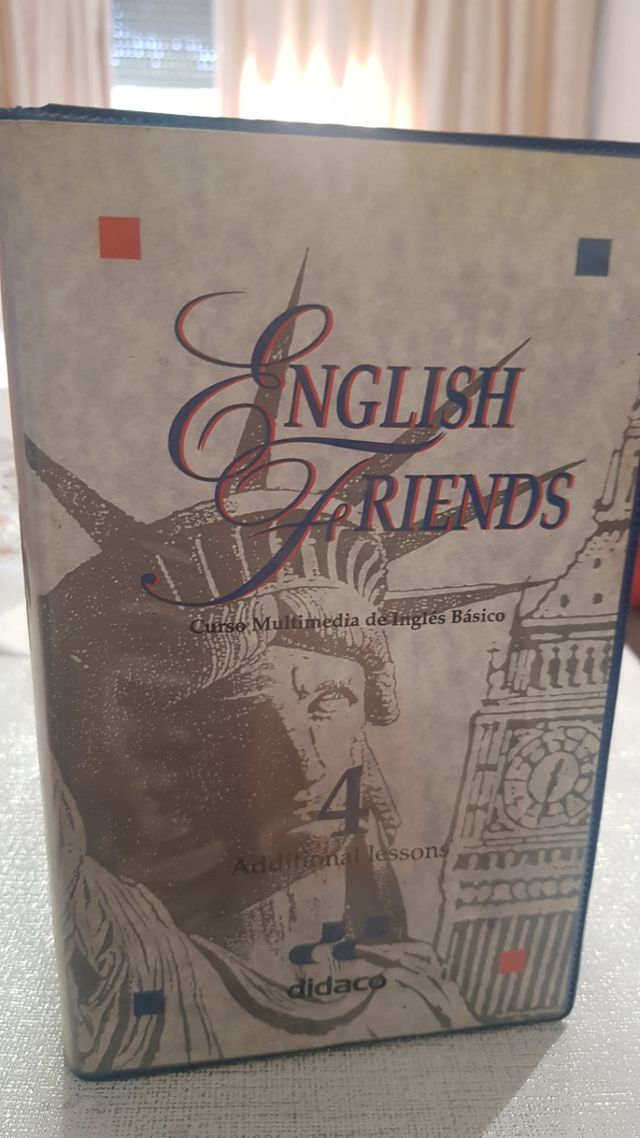 ENGLISH
FRIENDS
Curso Multimedia de Inglés Básico
4
Additional lessons
didaco